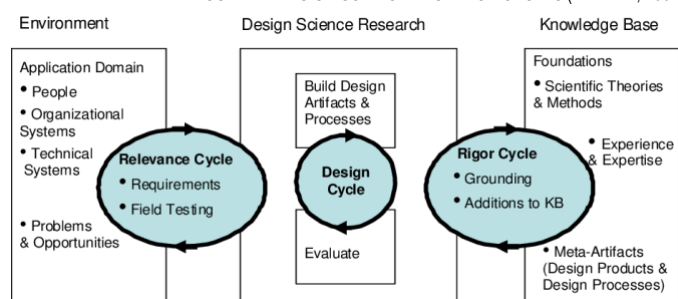 Environment
Design Science Research
Knowledge Base
Application Domain
• People
• Organizational
Systems
• Technical
Systems
• Problems
& Opportunities
Relevance Cycle
• Requirements
• Field Testing
Build Design
Artifacts &
Processes
Design
Cycle
Evaluate
Rigor Cycle
• Grounding
• Additions to KB
Foundations
• Scientific Theories
& Methods
• Experience
& Expertise
• Meta-Artifacts
(Design Products &
Design Processes)